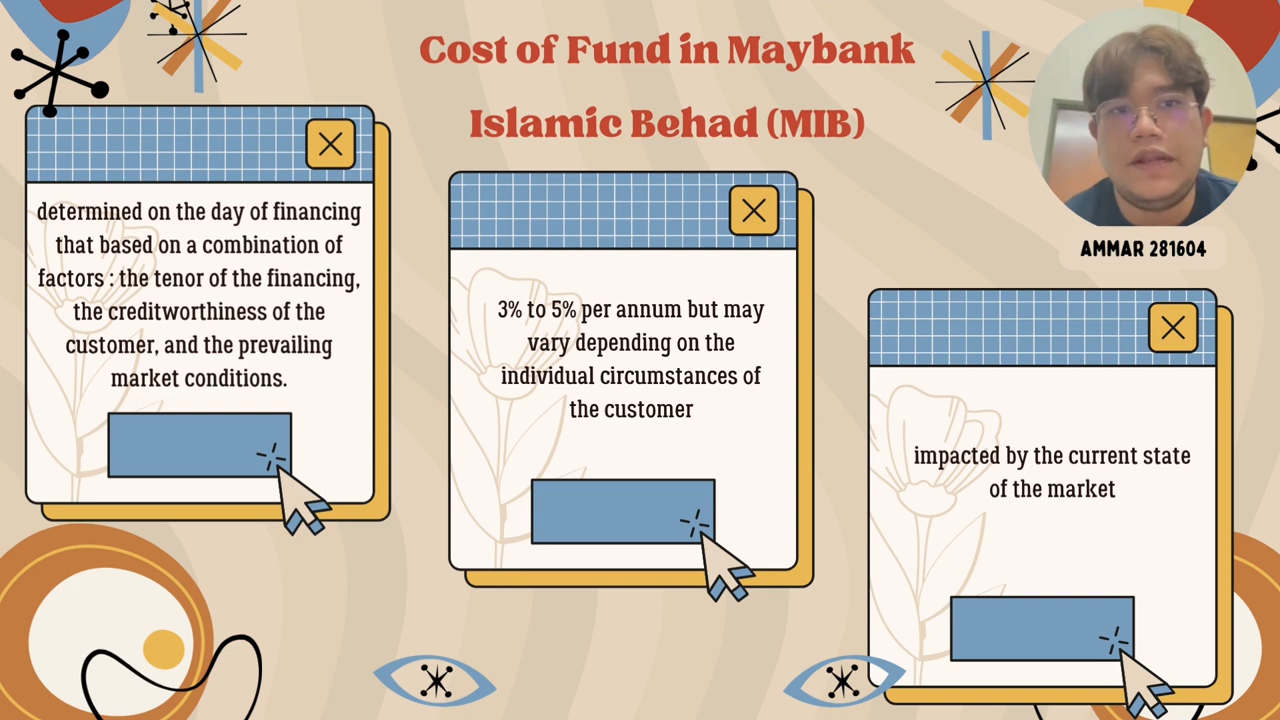 Cost of Fund in Maybank
Islamic Behad (MIB)
AMMAR 281604
determined on the day of financing
that based on a combination of
factors : the tenor of the financing,
the creditworthiness of the
customer, and the prevailing
market conditions.
3% to 5% per annum but may
vary depending on the
individual circumstances of
the customer
impacted by the current state
of the market